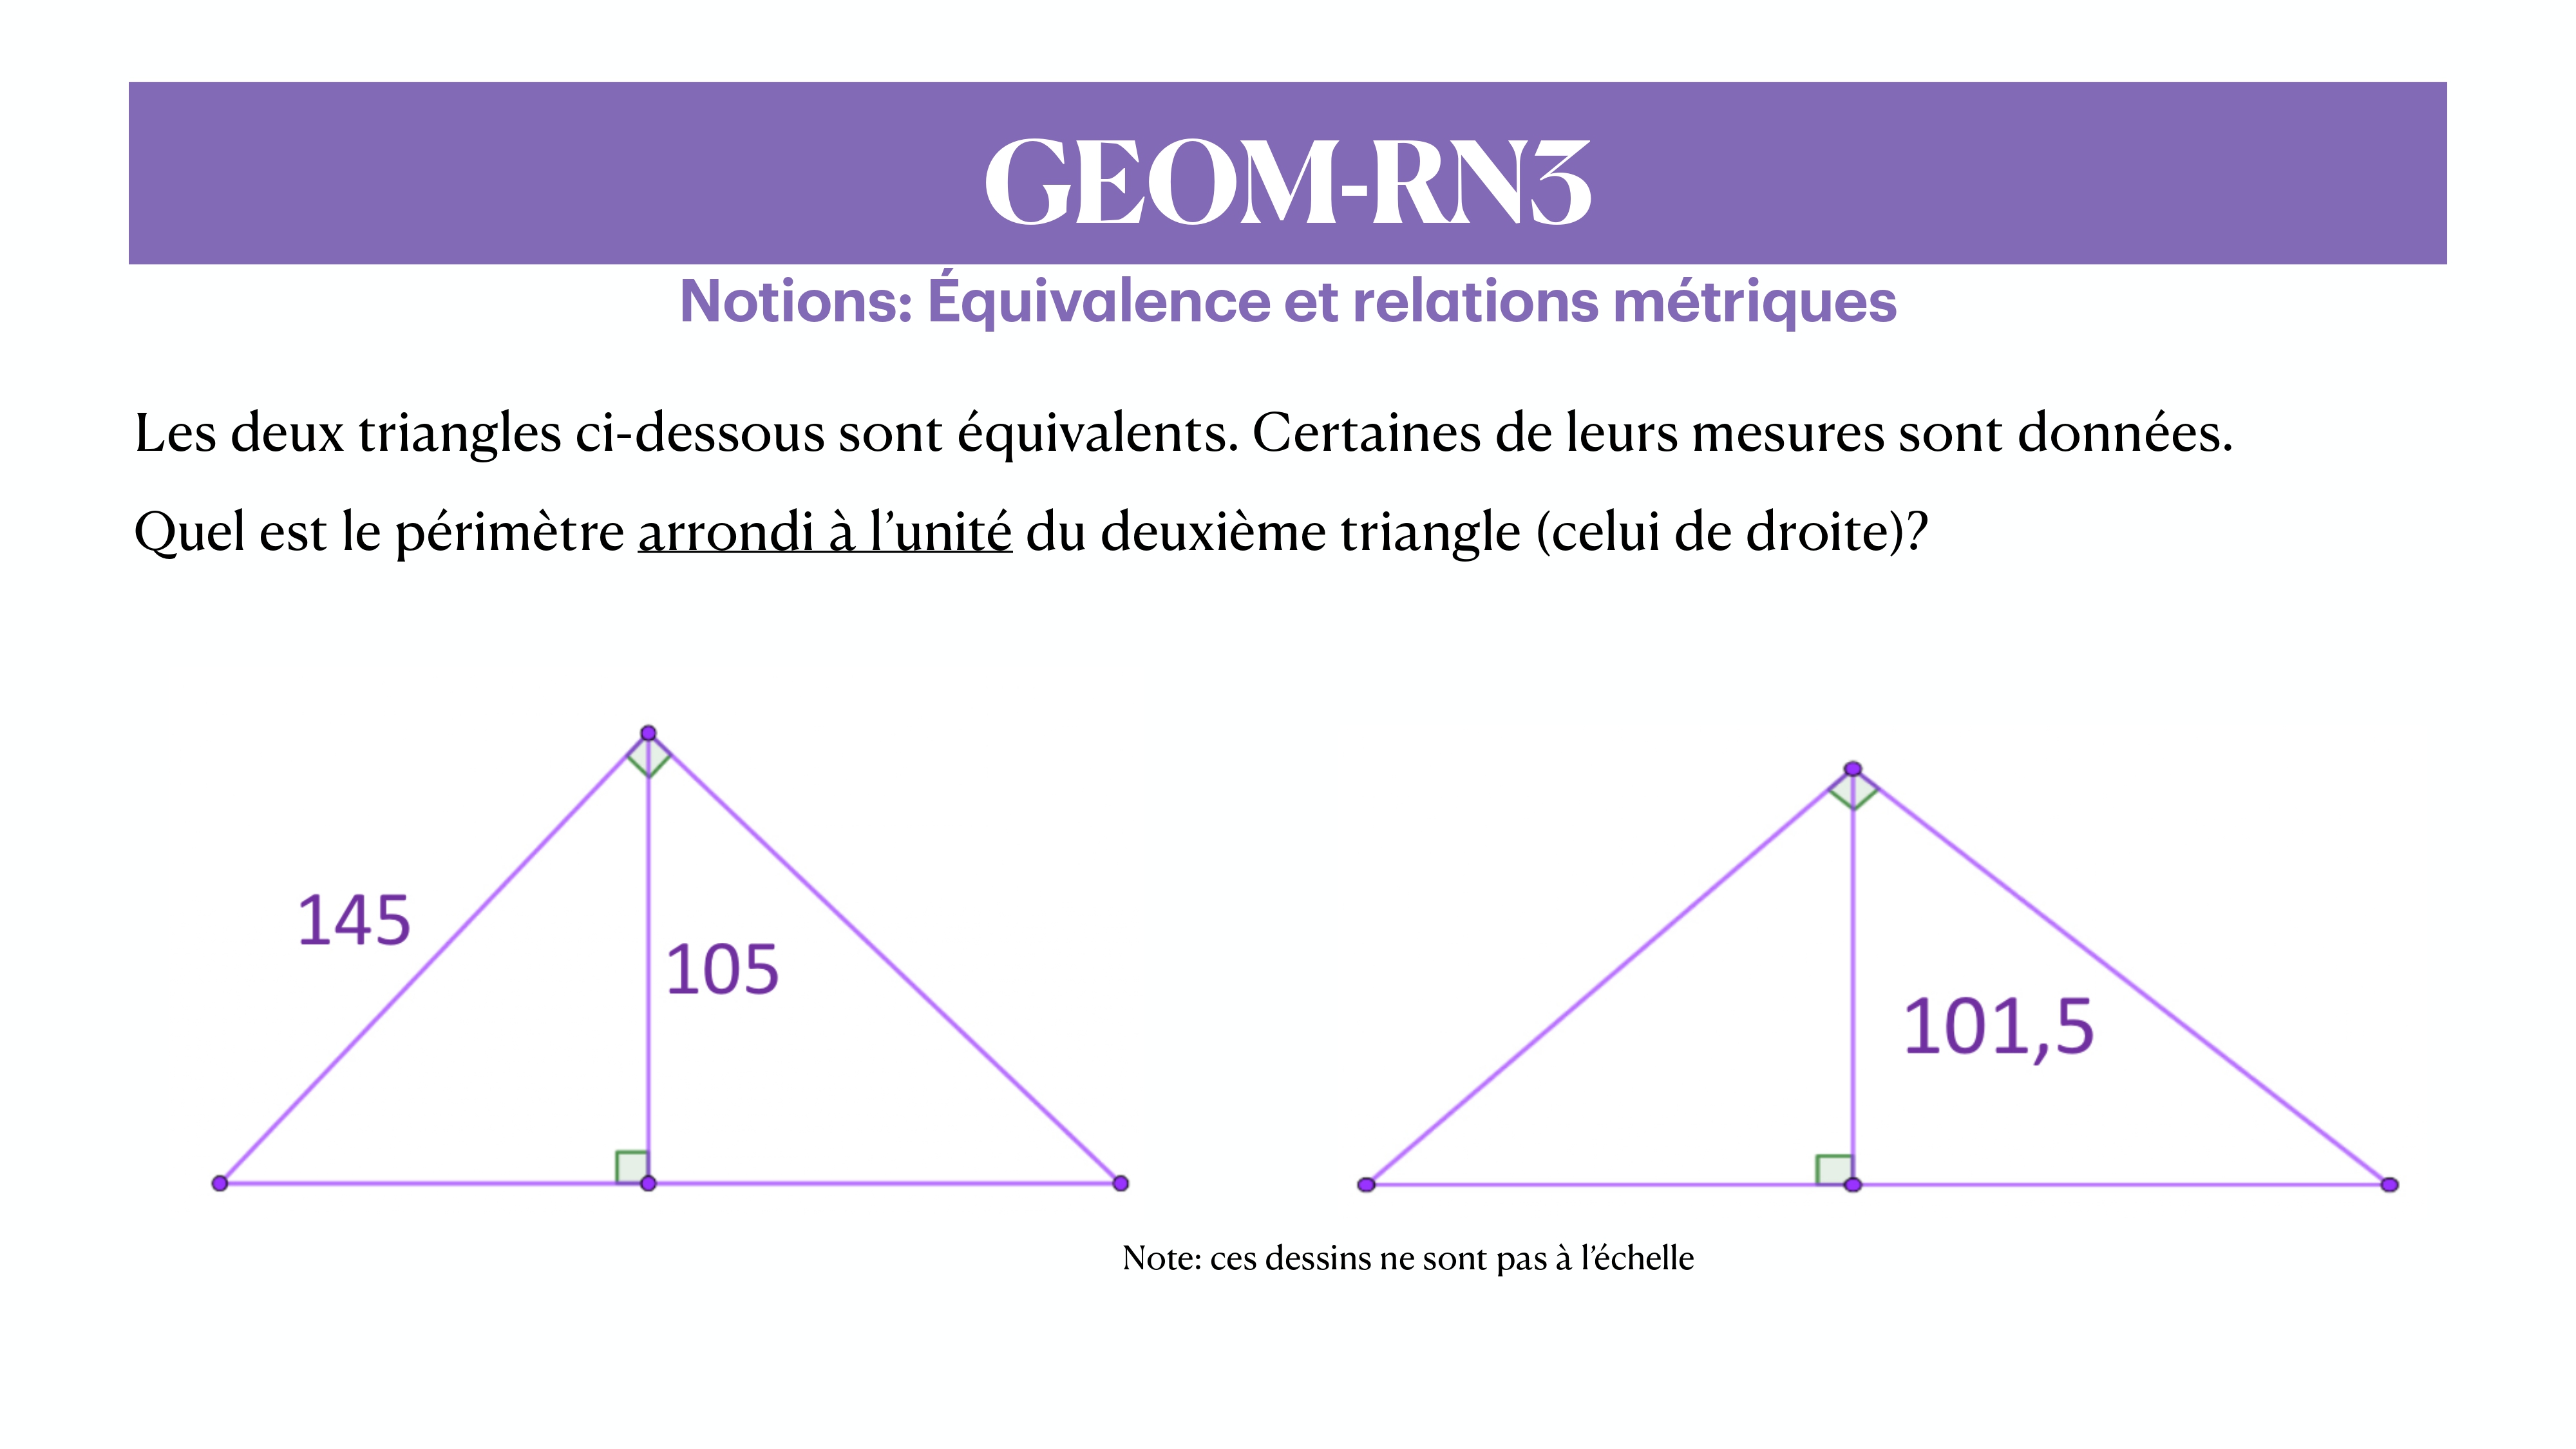 GEOM-RN3
Notions: Équivalence et relations métriques
Les deux triangles ci-dessous sont équivalents. Certaines de leurs mesures sont données.
Quel est le périmètre arrondi à l’unité du deuxième triangle (celui de droite)?
145
105
101,5
Note: ces dessins ne sont pas à l’échelle